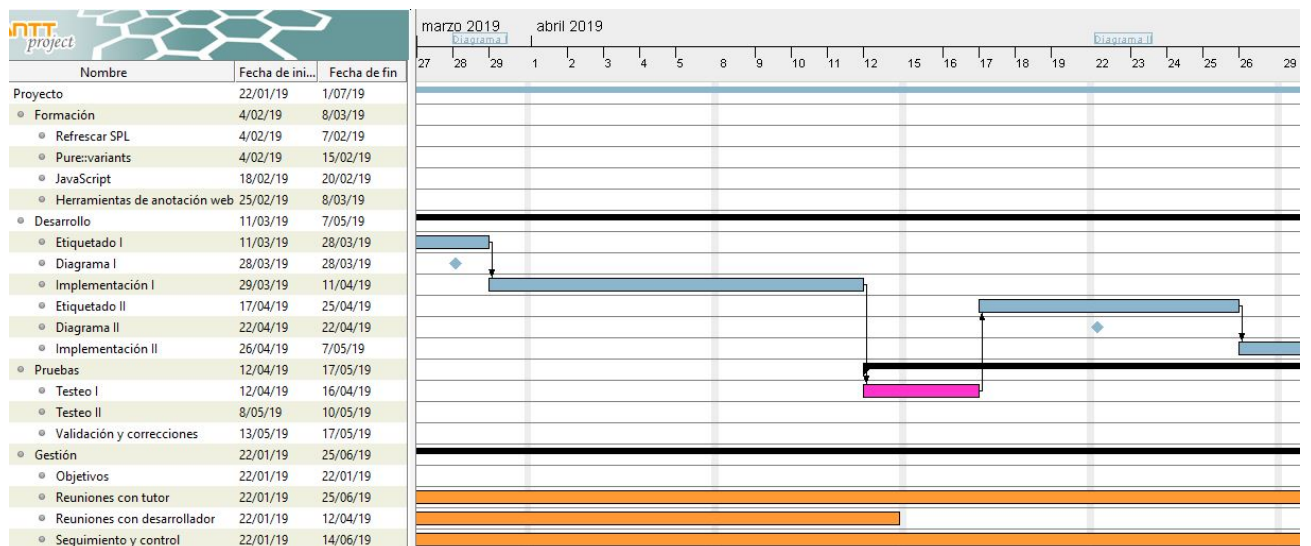 ANTT
project
marzo 2019 abril 2019
Diagrama I Diagrama II
27 28 29 1 2 3 4 5 8 9 10 11 12 15 16 17 18 19 22 23 24 25 26 29
Nombre Fecha de ini... Fecha de fin
Proyecto 22/01/19 1/07/19
Formación 4/02/19 8/03/19
Refrescar SPL 4/02/19 7/02/19
Pure::variants 4/02/19 15/02/19
JavaScript 18/02/19 20/02/19
Herramientas de anotación web 25/02/19 8/03/19
Desarrollo 11/03/19 7/05/19
Etiquetado I 11/03/19 28/03/19
Diagrama I 28/03/19 28/03/19
Implementación I 29/03/19 11/04/19
Etiquetado II 17/04/19 25/04/19
Diagrama II 22/04/19 22/04/19
Implementación II 26/04/19 7/05/19
Pruebas 12/04/19 17/05/19
Testeo I 12/04/19 16/04/19
Testeo II 8/05/19 10/05/19
Validación y correcciones 13/05/19 17/05/19
Gestión 22/01/19 25/06/19
Objetivos 22/01/19 22/01/19
Reuniones con tutor 22/01/19 25/06/19
Reuniones con desarrollador 22/01/19 12/04/19
Seguimiento y control 22/01/19 14/06/19